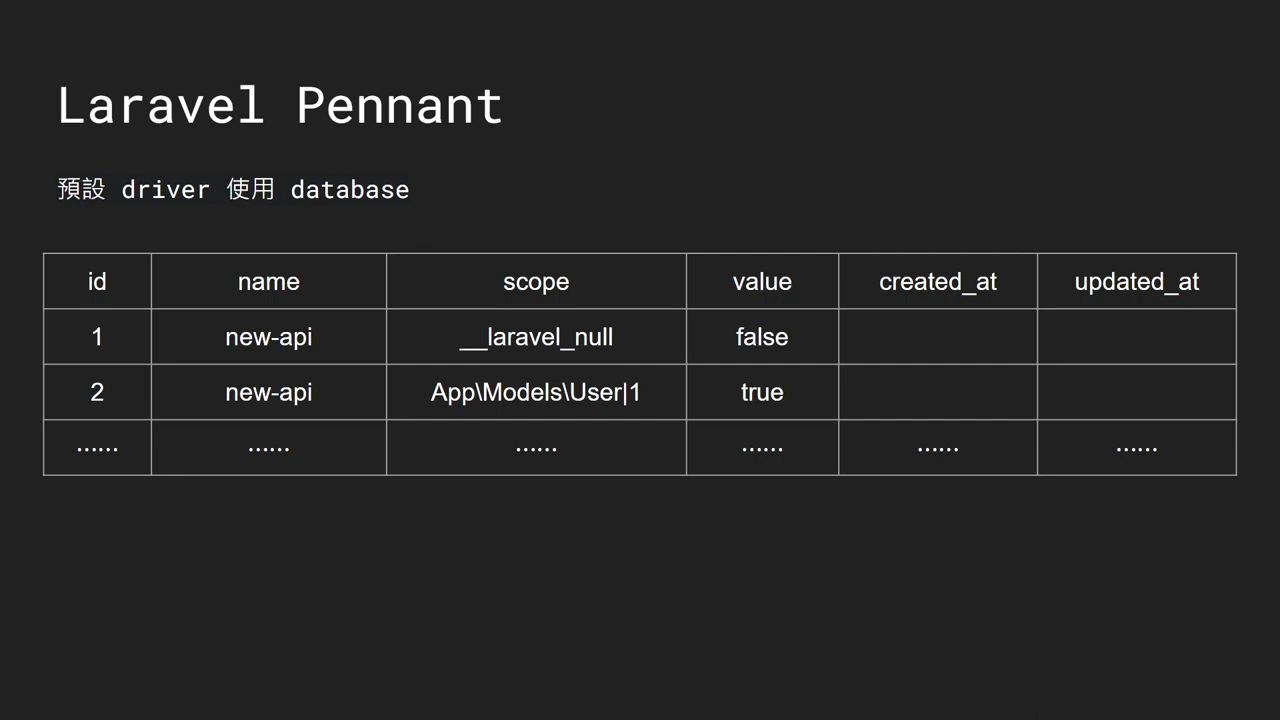 Laravel Pennant
預設 driver 使用 database
id name scope value created_at updated_at
1 new-api __laravel_null false
2 new-api App\Models\User|1 true
...... ...... ...... ...... ...... ......